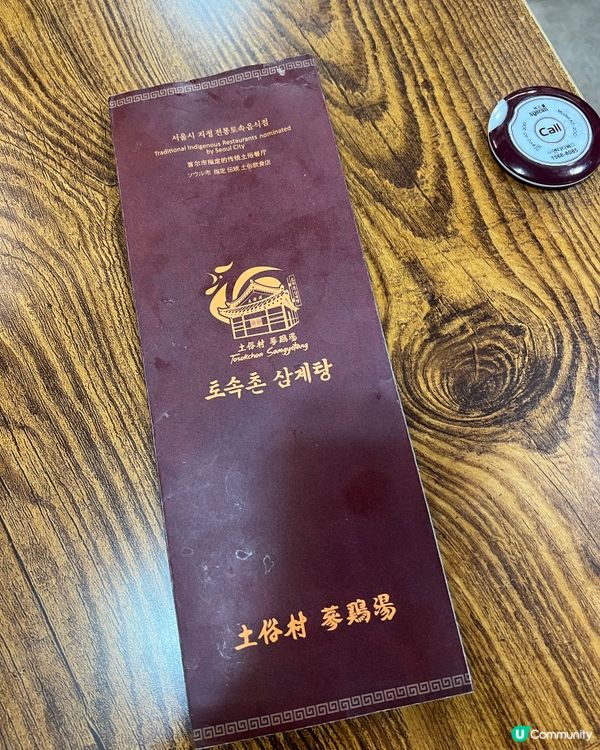 서울시 지정 전통토속음식점
Traditional Indigenous Restaurants nominated
by Seoul City
首尔市指定的传统土俗餐厅
ソウル市 指定 伝統 土俗飲食店
土俗村 蔘鷄湯
Tosokchon Samgyetang
토속촌 삼계탕
土俗村 蔘鷄湯
Call
1566-8085
U Community